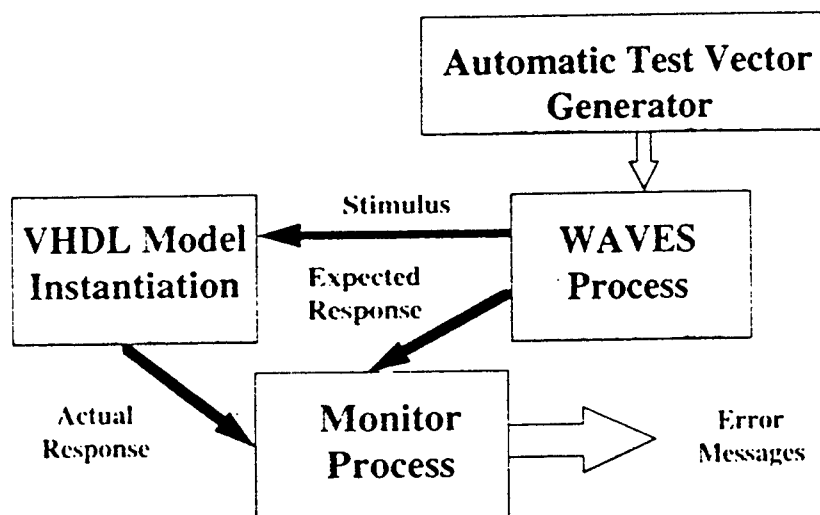 Automatic Test Vector
Generator
Stimulus
VHDL Model
Instantiation
WAVES
Process
Expected
Response
Actual
Response
Monitor
Process
Error
Messages